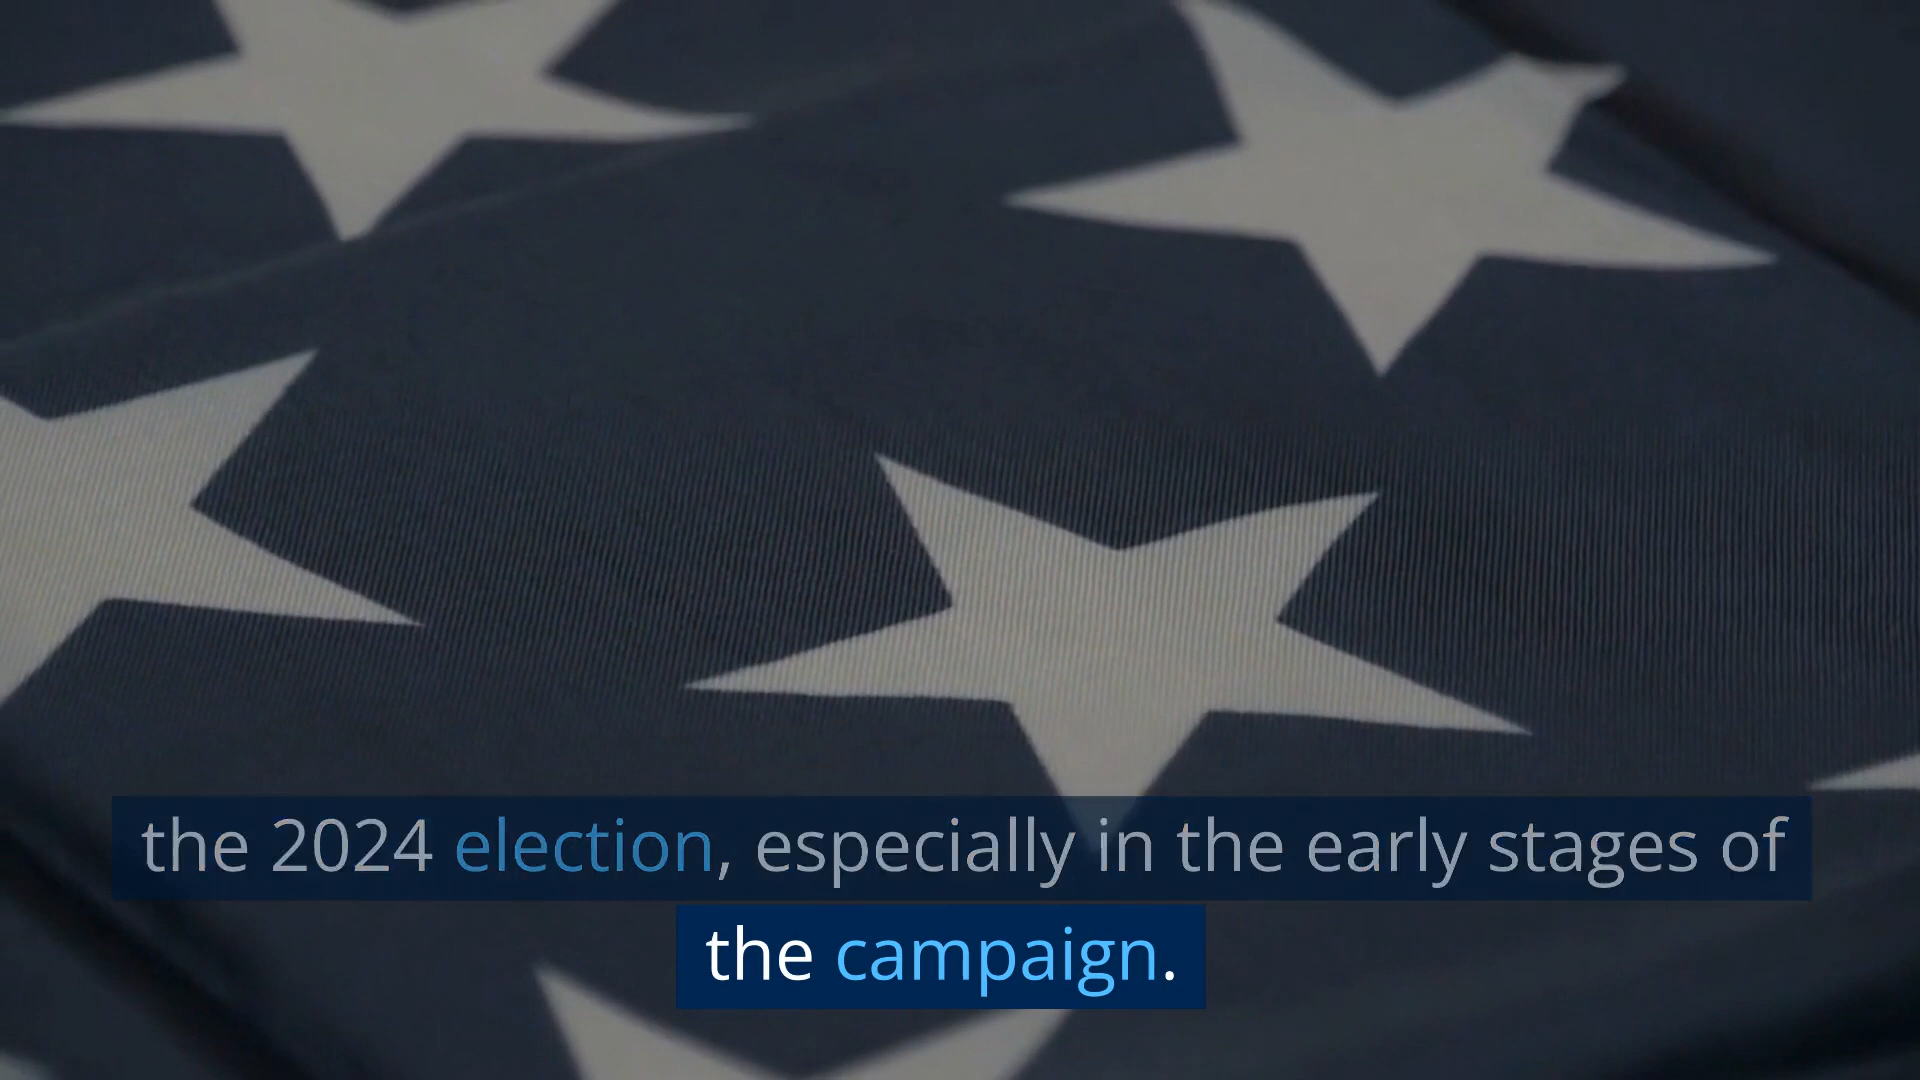 the 2024 election, especially in the early stages of
the campaign.